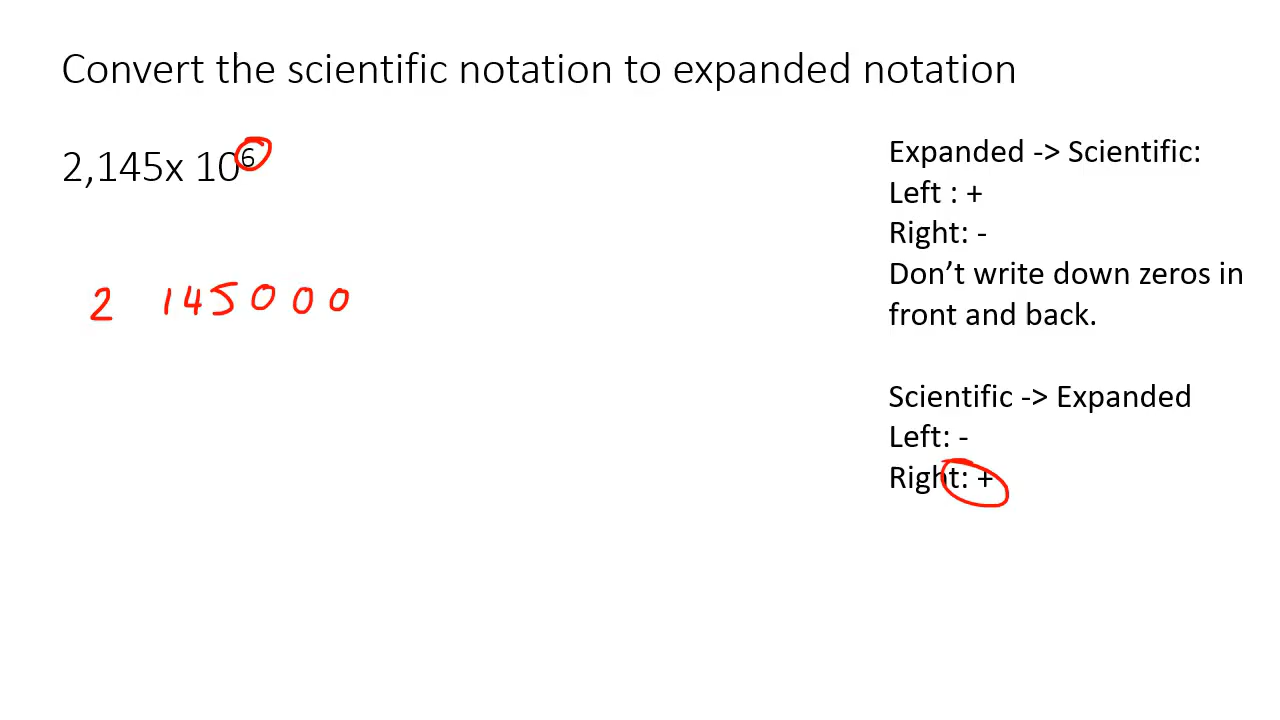 Convert the scientific notation to expanded notation
2,145x 10⁶
2 145000
Expanded -> Scientific:
Left : +
Right: -
Don’t write down zeros in
front and back.
Scientific -> Expanded
Left: -
Right: +